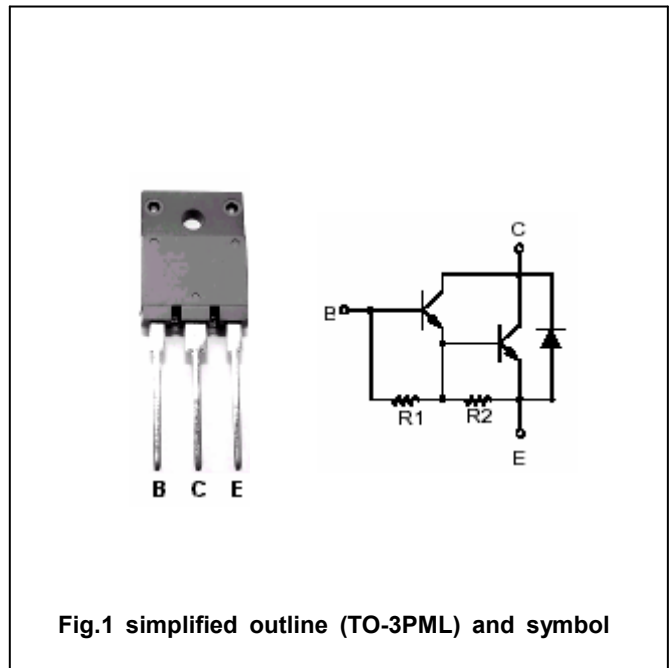 C
B
R1 R2
E
B C E
Fig.1 simplified outline (TO-3PML) and symbol